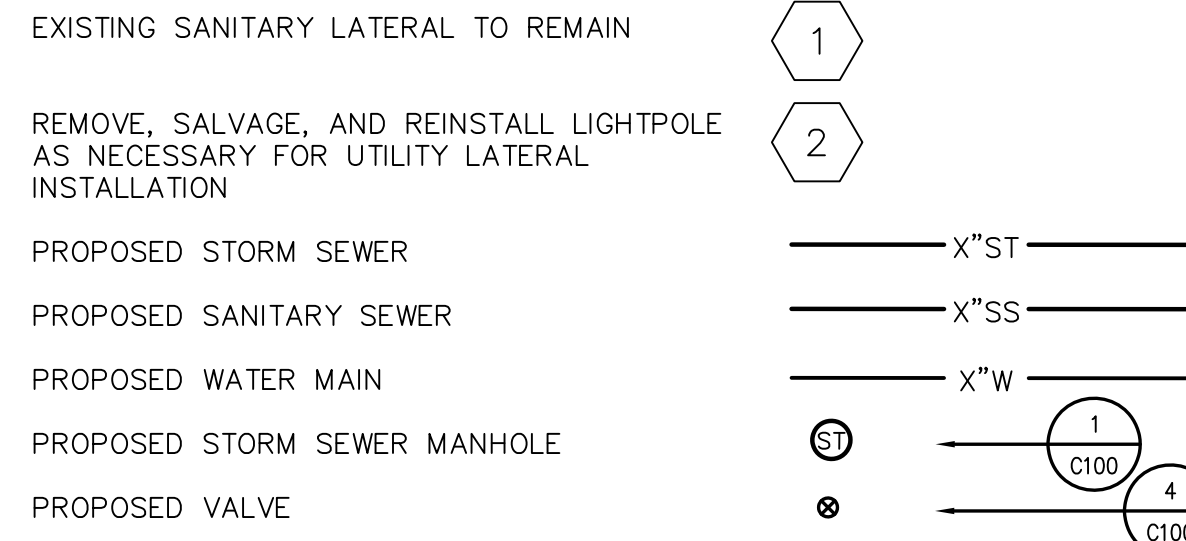 EXISTING SANITARY LATERAL TO REMAIN
1
REMOVE, SALVAGE, AND REINSTALL LIGHTPOLE
AS NECESSARY FOR UTILITY LATERAL
INSTALLATION
2
PROPOSED STORM SEWER
X"ST
PROPOSED SANITARY SEWER
X"SS
PROPOSED WATER MAIN
X"W
PROPOSED STORM SEWER MANHOLE
ST
1
C100
PROPOSED VALVE
4